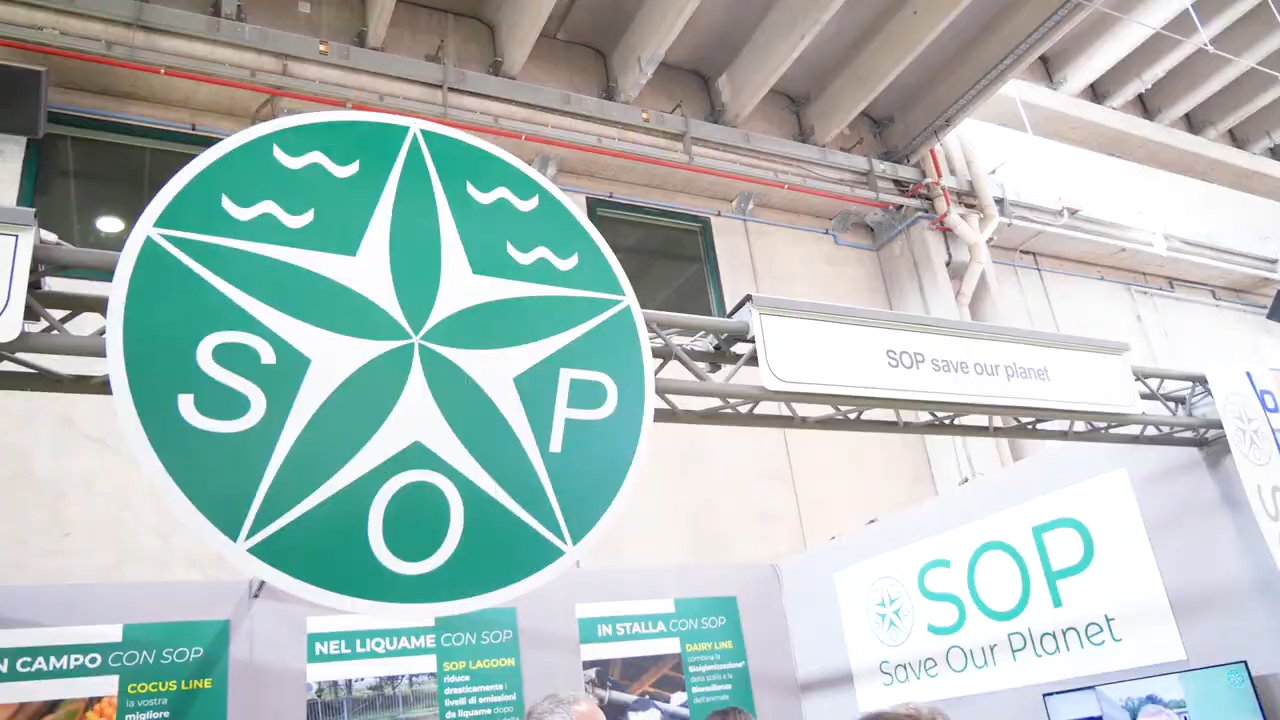 S O P
SOP save our planet
SOP
Save Our Planet
N CAMPO CON SOP
COCUS LINE
la vostra
migliore
NEL LIQUAME CON SOP
SOP LAGOON
riduce
drasticamente i
livelli di emissioni
da liquame dopo
IN STALLA CON SOP
DAIRY LINE
combina la
Bioigienizzazione
della stalla a la
Bioresilienza
dell'animale